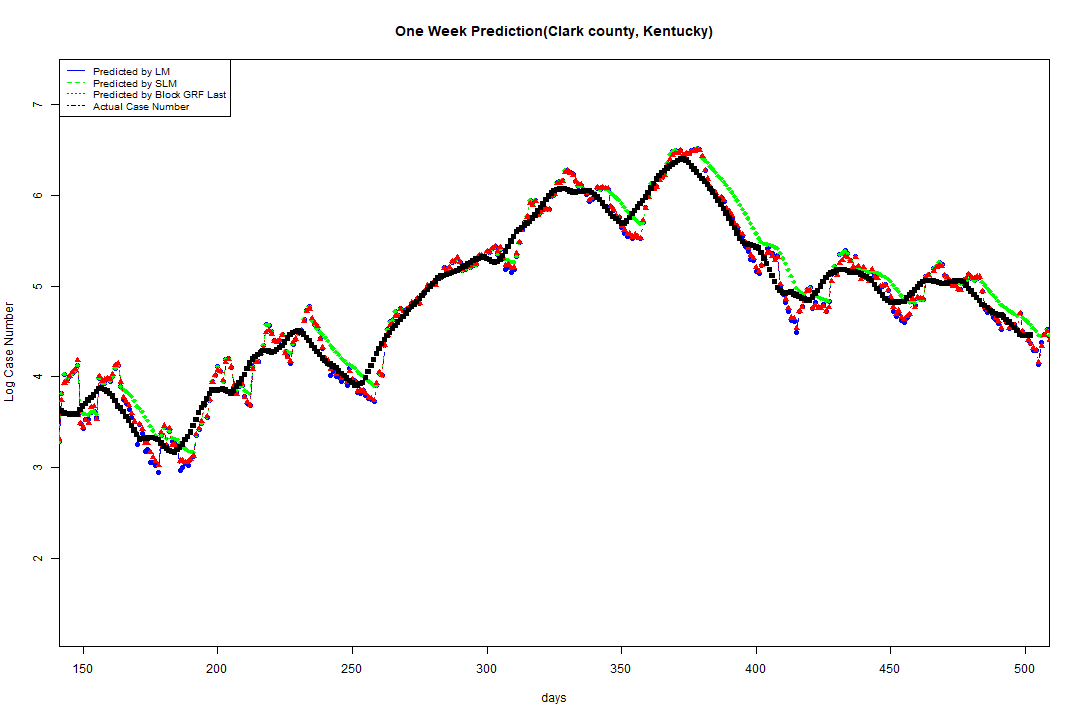 One Week Prediction(Clark county, Kentucky)
Predicted by LM
Predicted by SLM
Predicted by Block GRF Last
Actual Case Number
7
6
5
4
3
2
Log Case Number
150 200 250 300 350 400 450 500
days